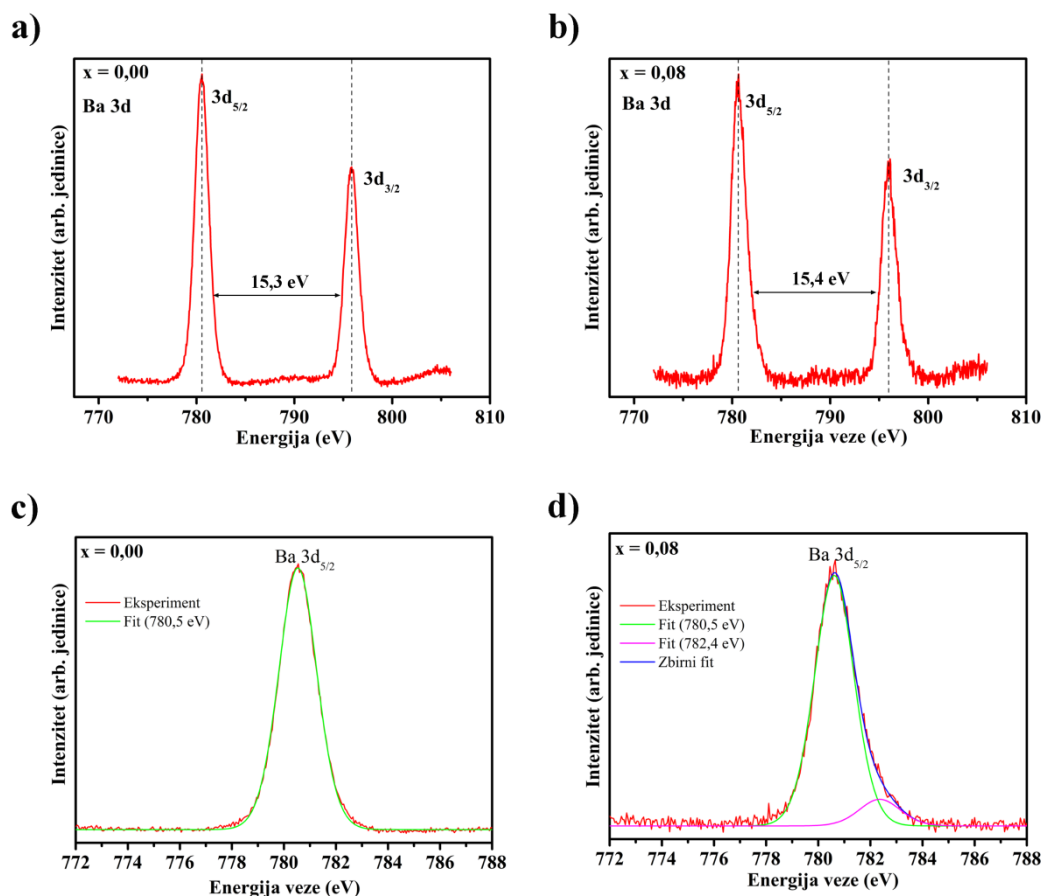 a)
x = 0,00
Ba 3d
3d5/2
3d3/2
15,3 eV
Intenzitet (arb. jedinice)
770 780 790 800 810
Energija (eV)
b)
x = 0,08
Ba 3d
3d5/2
3d3/2
15,4 eV
Intenzitet (arb. jedinice)
770 780 790 800 810
Energija veze (eV)
c)
x = 0,00
Ba 3d5/2
Eksperiment
Fit (780,5 eV)
Intenzitet (arb. jedinice)
772 774 776 778 780 782 784 786 788
Energija veze (eV)
d)
x = 0,08
Ba 3d5/2
Eksperiment
Fit (780,5 eV)
Fit (782,4 eV)
Zbirni fit
Intenzitet (arb. jedinice)
772 774 776 778 780 782 784 786 788
Energija veze (eV)